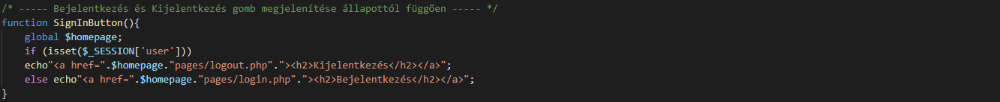 /* ----- Bejelentkezés és Kijelentkezés gomb megjelenítése állapottól függően ----- */
function SignInButton(){
global $homepage;
if (isset($_SESSION['user']))
echo"<a href=".$homepage."pages/logout.php"."><h2>Kijelentkezés</h2></a>";
else echo"<a href=".$homepage."pages/login.php"."><h2>Bejelentkezés</h2></a>";
}